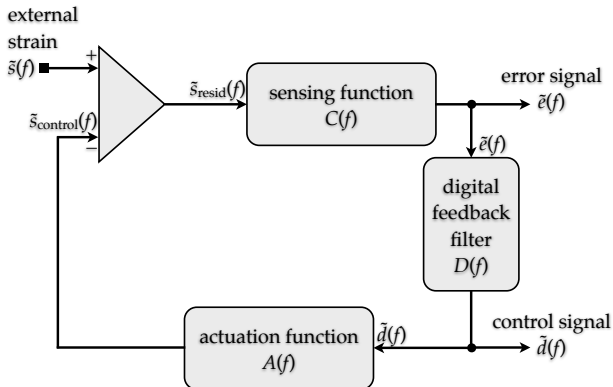 external
strain
s̃(f)
+
s̃control(f)
−
s̃resid(f)
sensing function
C(f)
error signal
ẽ(f)
ẽ(f)
digital
feedback
filter
D(f)
actuation function
A(f)
d̃(f)
control signal
d̃(f)